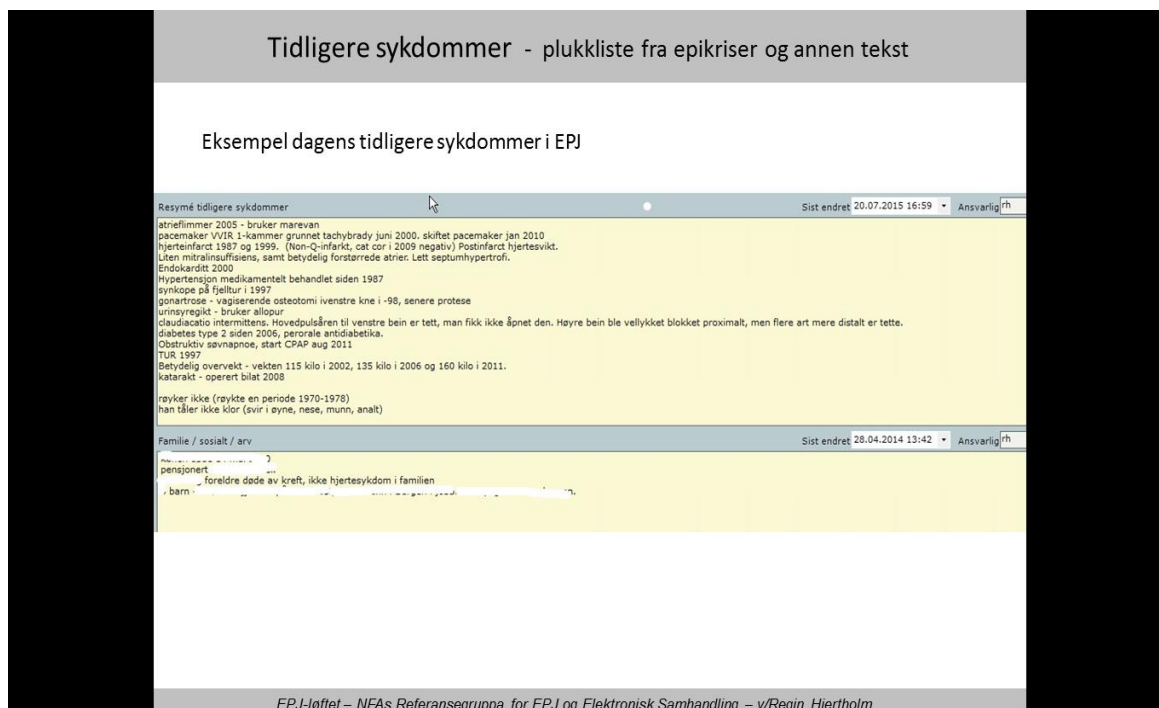 Tidligere sykdommer - plukkliste fra epikriser og annen tekst
Eksempel dagens tidligere sykdommer i EPJ
Resymé tidligere sykdommer Sist endret 20.07.2015 16:59 Ansvarlig rh
atrieflimmer 2005 - bruker marevan
pacemaker VVIR 1-kammer grunnet tachybrady juni 2000. skiftet pacemaker jan 2010
hjerteinfarct 1987 og 1999. (Non-Q-infarkt, cat cor i 2009 negativ) Postinfarct hjertesvikt.
Liten mitralinsuffisiens, samt betydelig forstørrede atrier. Lett septumhypertrofi.
Endokarditt 2000
Hypertensjon medikamentelt behandlet siden 1987
synkope på fjelltur i 1997
gonartrose - vagiserende osteotomi ivenstre kne i -98, senere protese
urinsyregikt - bruker allopur
claudiacatio intermittens. Hovedpulsåren til venstre bein er tett, man fikk ikke åpnet den. Høyre bein ble vellykket blokket proximalt, men flere art mere distalt er tette.
diabetes type 2 siden 2006, perorale antidiabetika.
Obstruktiv søvnapnoe, start CPAP aug 2011
TUR 1997
Betydelig overvekt - vekten 115 kilo i 2002, 135 kilo i 2006 og 160 kilo i 2011.
katarakt - operert bilat 2008
røyker ikke (røykte en periode 1970-1978)
han tåler ikke klor (svir i øyne, nese, munn, analt)
Familie / sosialt / arv Sist endret 28.04.2014 13:42 Ansvarlig rh
pensjonert
foreldre døde av kreft, ikke hjertesykdom i familien
barn
EPJ-løftet – NFAs Referansegruppa for EPJ og Elektronisk Samhandling – v/Regin Hjertholm